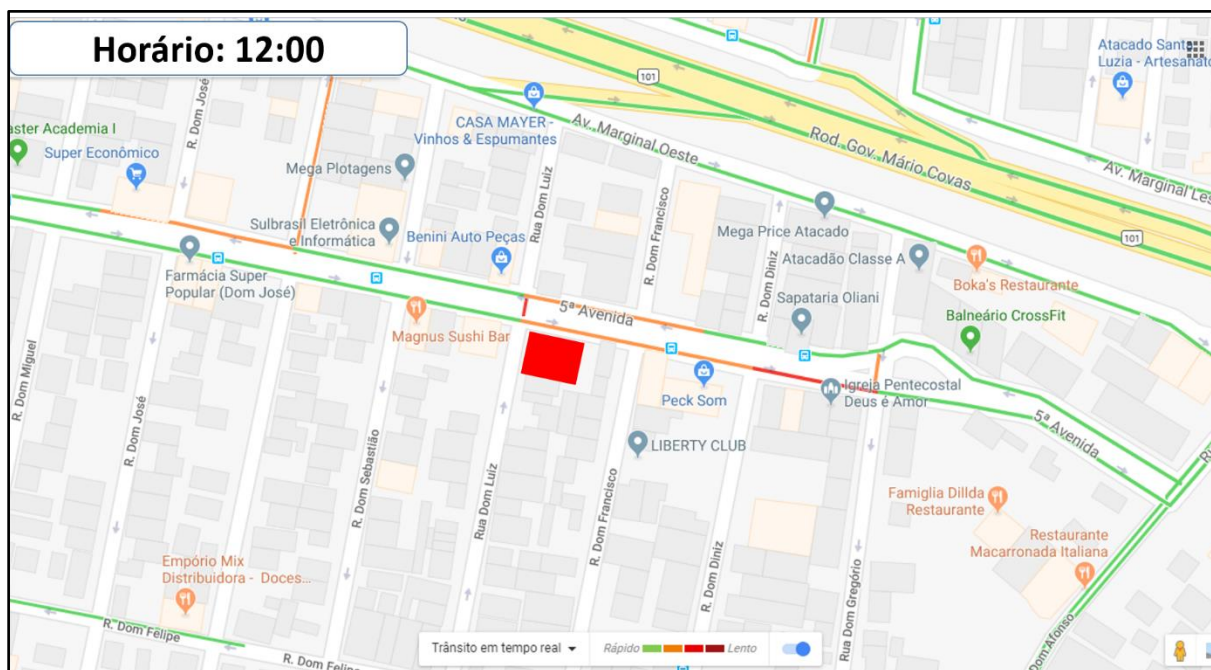 Horário: 12:00
101
Atacado Santa
Luzia - Artesanato
R. Dom José
CASA MAYER -
Vinhos & Espumantes
Av. Marginal Oeste
Rod. Gov. Mário Covas
Av. Marginal Les
aster Academia I
Super Econômico
Mega Plotagens
Rua Dom Luiz
R. Dom Francisco
Mega Price Atacado
101
Sulbrasil Eletrônica
e Informática
Benini Auto Peças
R. Dom Diniz
Atacadão Classe A
Farmácia Super
Popular (Dom José)
Boka's Restaurante
Sapataria Oliani
5ª Avenida
Balneário CrossFit
Magnus Sushi Bar
R. Dom Miguel
Peck Som
Igreja Pentecostal
Deus é Amor
R. Dom José
5ª Avenida
LIBERTY CLUB
R. Dom Sebastião
Rua Dom Luiz
R. Dom Francisco
Famiglia Dillda
Restaurante
Restaurante
Macarronada Italiana
R. Dom Diniz
R. Dom Gregório
Empório Mix
Distribuidora - Doces...
R. Dom Felipe
R. Dom Felipe
Dom Afonso
Trânsito em tempo real
Rápido
Lento